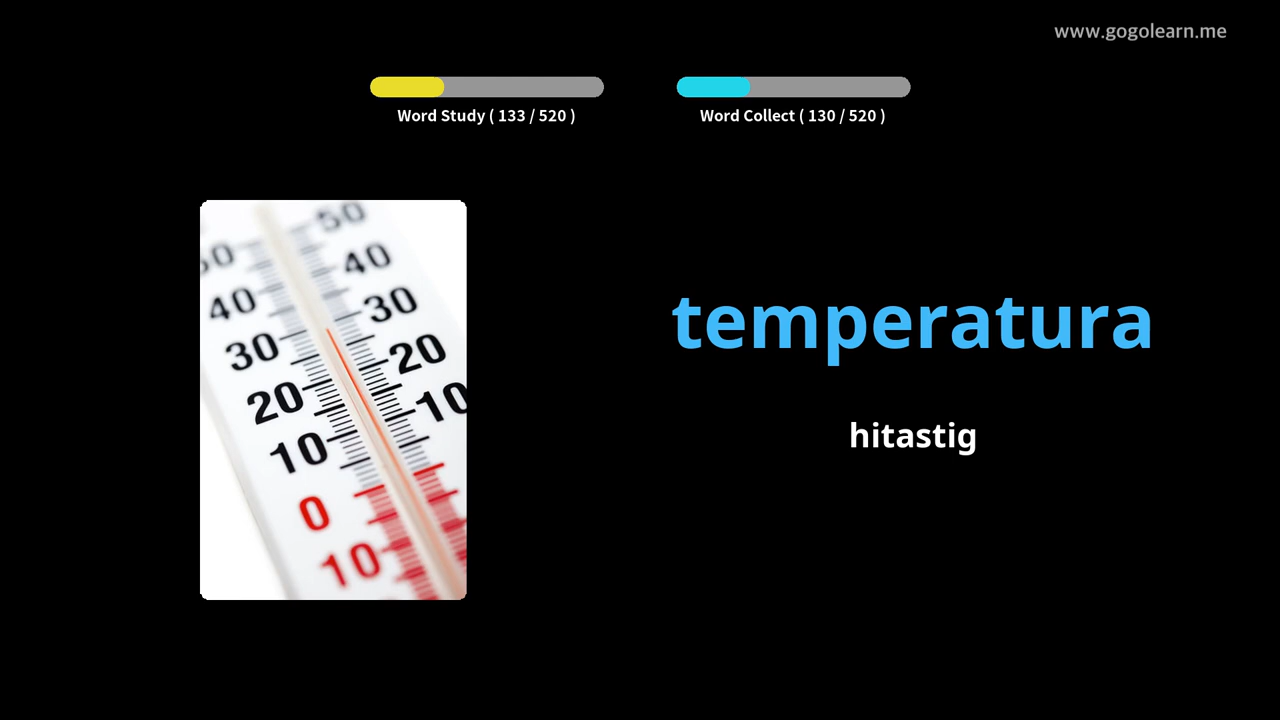 www.gogolearn.me
Word Study ( 133 / 520 )
Word Collect ( 130 / 520 )
50
40
40
30
30
20
20
10
10
0
10
temperatura
hitastig